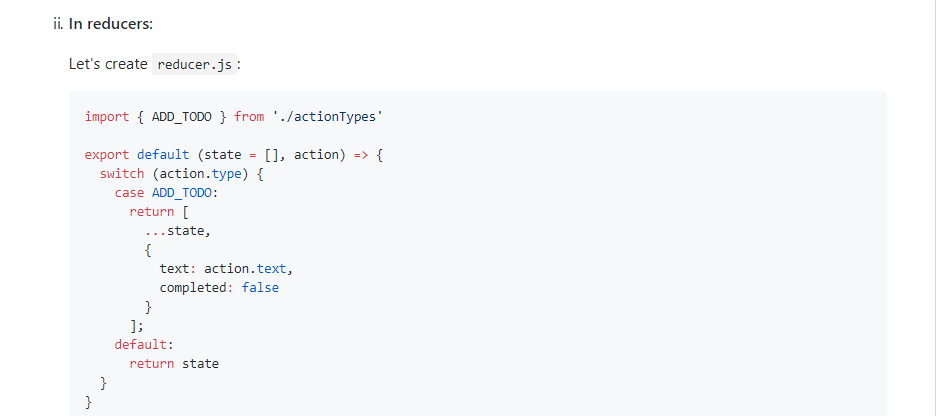 ii. In reducers:
Let's create reducer.js:
import { ADD_TODO } from './actionTypes'
export default (state = [], action) => {
  switch (action.type) {
    case ADD_TODO:
      return [
        ...state,
        {
          text: action.text,
          completed: false
        }
      ];
    default:
      return state
  }
}